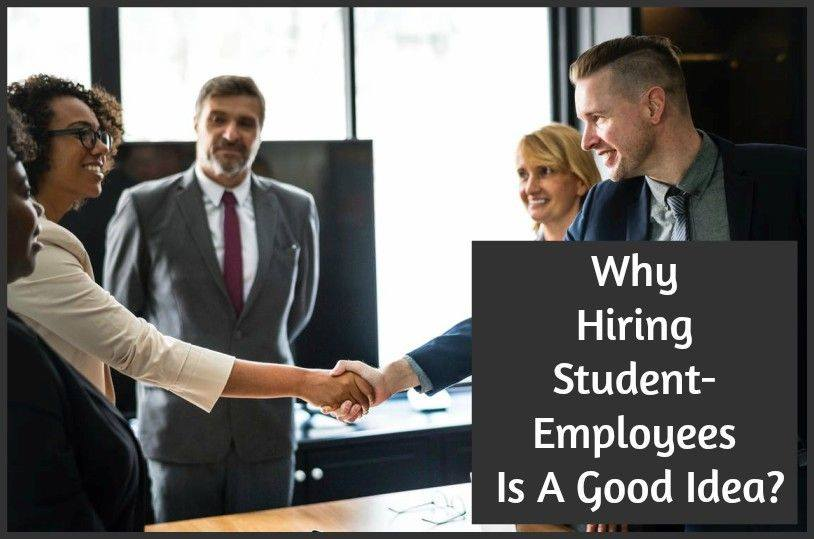 Why
Hiring
Student-
Employees
Is A Good Idea?